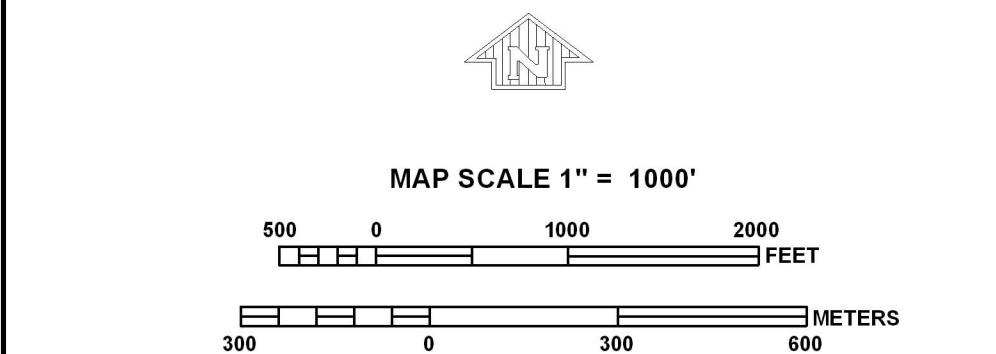 N
MAP SCALE 1" = 1000'
500 0 1000 2000
FEET
METERS
300 0 300 600